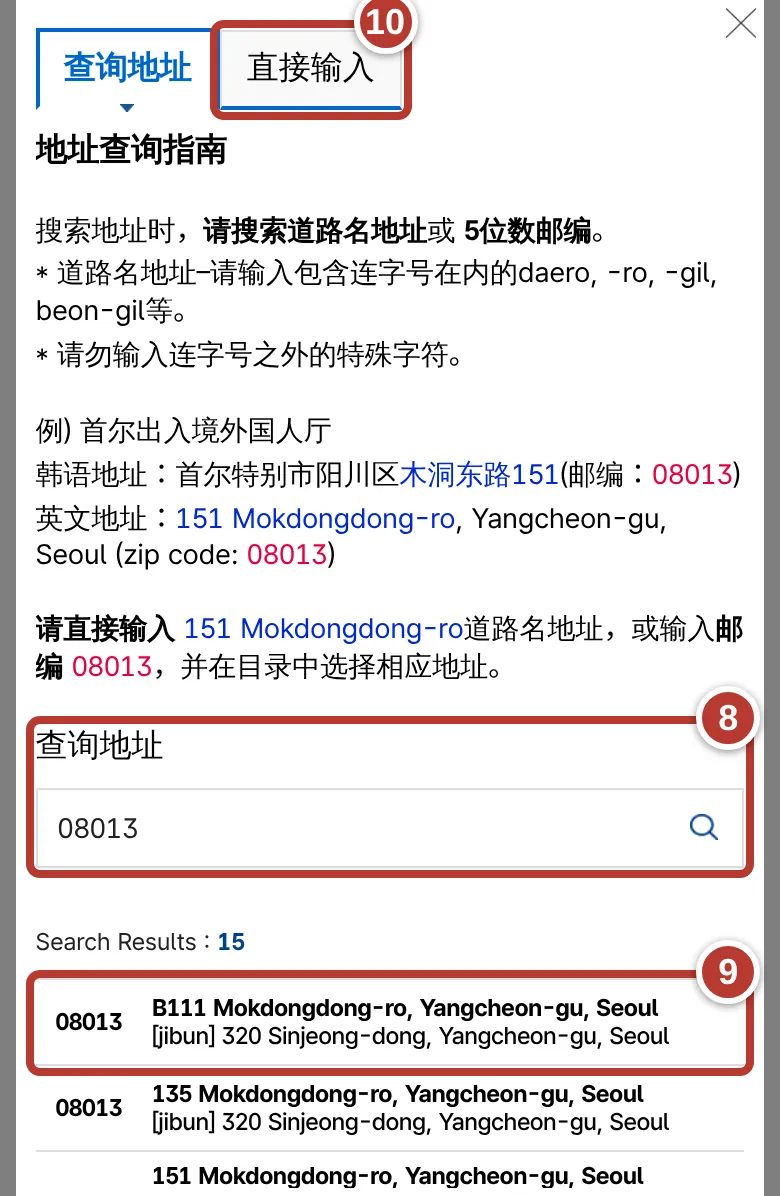 10
查询地址
直接输入
地址查询指南
搜索地址时，请搜索道路名地址或 5位数邮编。
* 道路名地址–请输入包含连字号在内的daero, -ro, -gil,
beon-gil等。
* 请勿输入连字号之外的特殊字符。
例) 首尔出入境外国人厅
韩语地址：首尔特别市阳川区木洞东路151(邮编：08013)
英文地址：151 Mokdongdong-ro, Yangcheon-gu,
Seoul (zip code: 08013)
请直接输入 151 Mokdongdong-ro道路名地址，或输入邮
编 08013，并在目录中选择相应地址。
8
查询地址
08013
Search Results : 15
9
08013
B111 Mokdongdong-ro, Yangcheon-gu, Seoul
[jibun] 320 Sinjeong-dong, Yangcheon-gu, Seoul
08013
135 Mokdongdong-ro, Yangcheon-gu, Seoul
[jibun] 320 Sinjeong-dong, Yangcheon-gu, Seoul
151 Mokdongdong-ro, Yangcheon-gu, Seoul